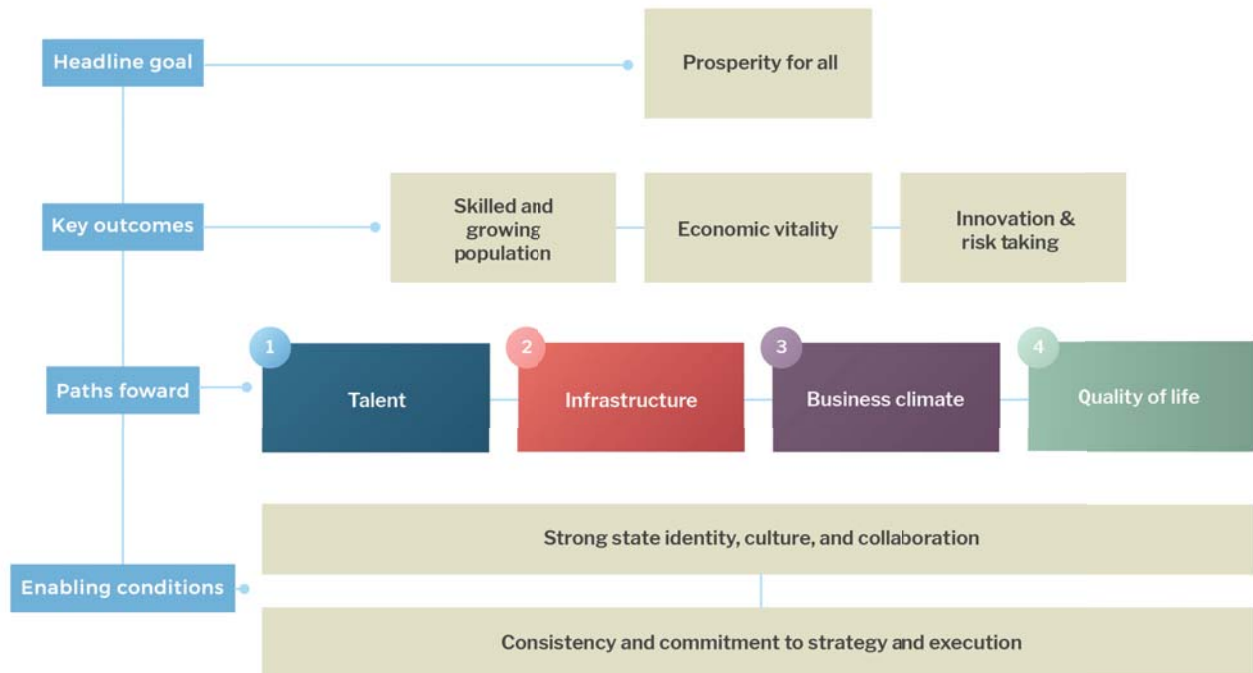 Headline goal
Prosperity for all
Key outcomes
Skilled and
growing
population
Economic vitality
Innovation &
risk taking
Paths foward
1
Talent
2
Infrastructure
3
Business climate
4
Quality of life
Enabling conditions
Strong state identity, culture, and collaboration
Consistency and commitment to strategy and execution